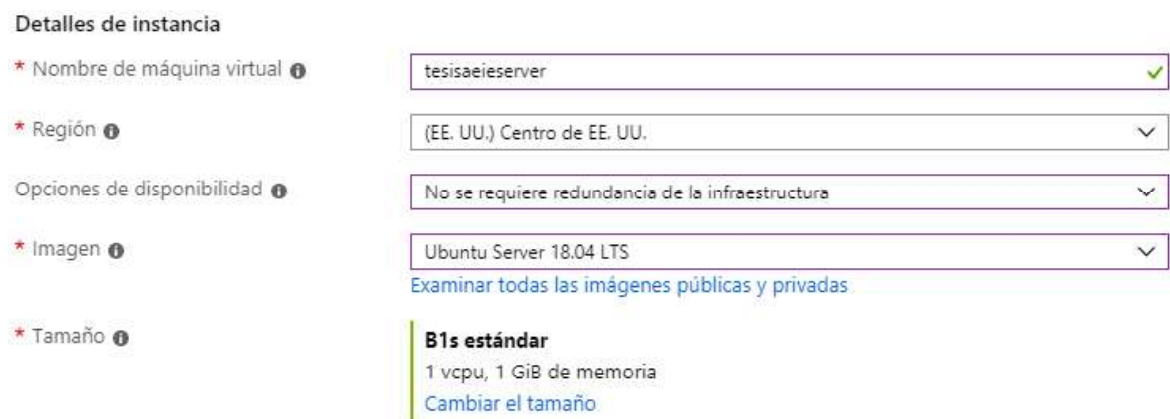 Detalles de instancia
* Nombre de máquina virtual
tesisaeieserver
* Región
(EE. UU.) Centro de EE. UU.
Opciones de disponibilidad
No se requiere redundancia de la infraestructura
* Imagen
Ubuntu Server 18.04 LTS
Examinar todas las imágenes públicas y privadas
* Tamaño
B1s estándar
1 vcpu, 1 GiB de memoria
Cambiar el tamaño